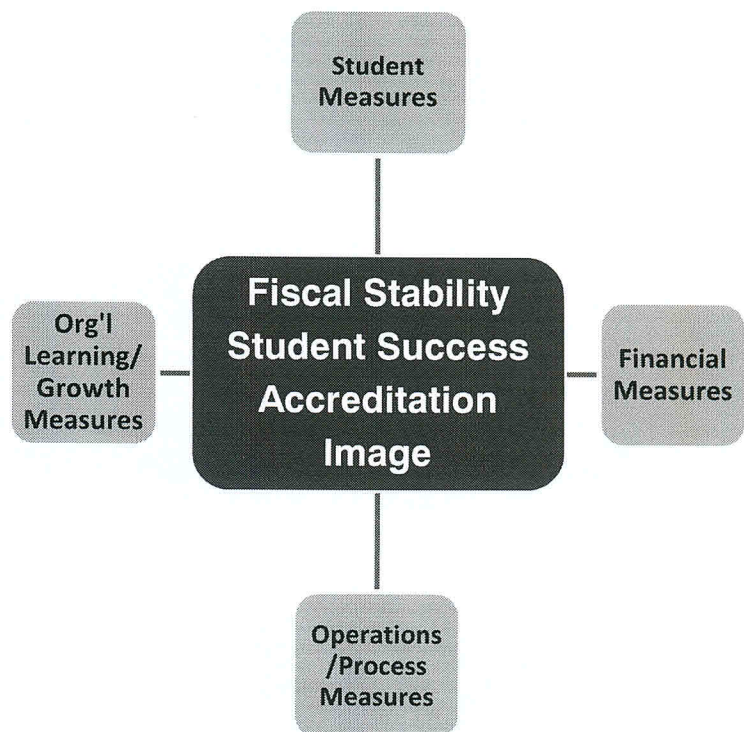 Student
Measures
Org'l
Learning/
Growth
Measures
Fiscal Stability
Student Success
Accreditation
Image
Financial
Measures
Operations
/Process
Measures